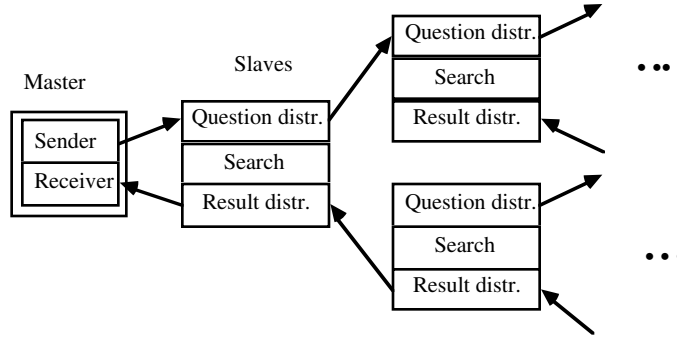 Master
Sender
Receiver
Slaves
Question distr.
Search
Result distr.
Question distr.
Search
Result distr.
Question distr.
Search
Result distr.